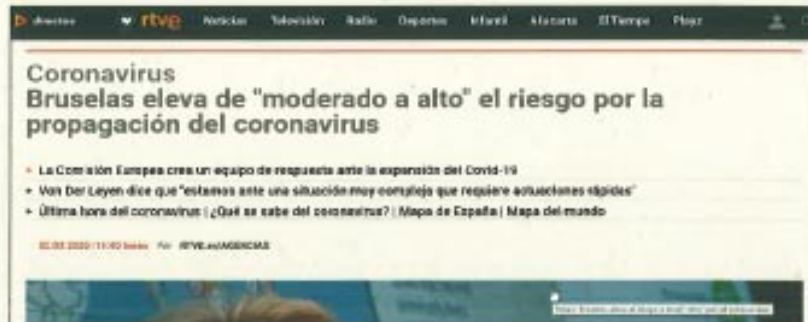 directos rtve Noticias Televisión Radio Deportes Infantil A la carta El Tiempo Playz
Coronavirus
Bruselas eleva de "moderado a alto" el riesgo por la
propagación del coronavirus
La Comisión Europea crea un equipo de respuesta ante la expansión del Covid-19
Von Der Leyen dice que "estamos ante una situación muy compleja que requiere actuaciones rápidas"
Última hora del coronavirus | ¿Qué se sabe del coronavirus? | Mapa de España | Mapa del mundo
Por RTVE.es/AGENCIAS